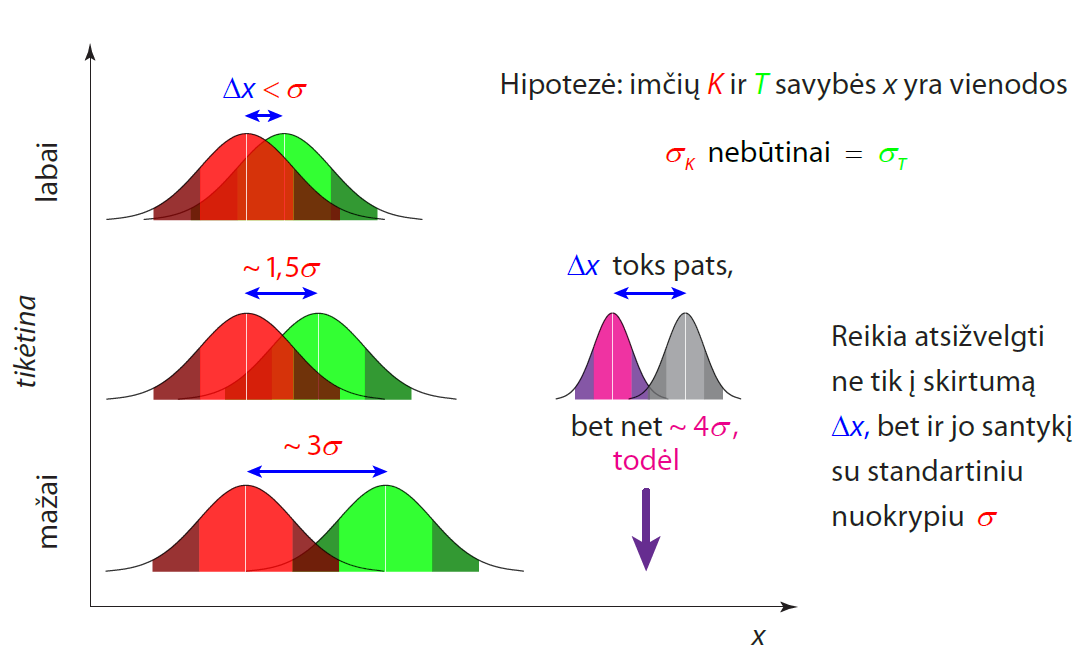 Hipotezė: imčių K ir T savybės x yra vienodos
σK nebūtinai = σT
Δx < σ
labai
~ 1,5σ
tikėtina
~ 3σ
mažai
Δx toks pats,
bet net ~ 4σ,
todėl
Reikia atsižvelgti
ne tik į skirtumą
Δx, bet ir jo santykį
su standartiniu
nuokrypiu σ
x